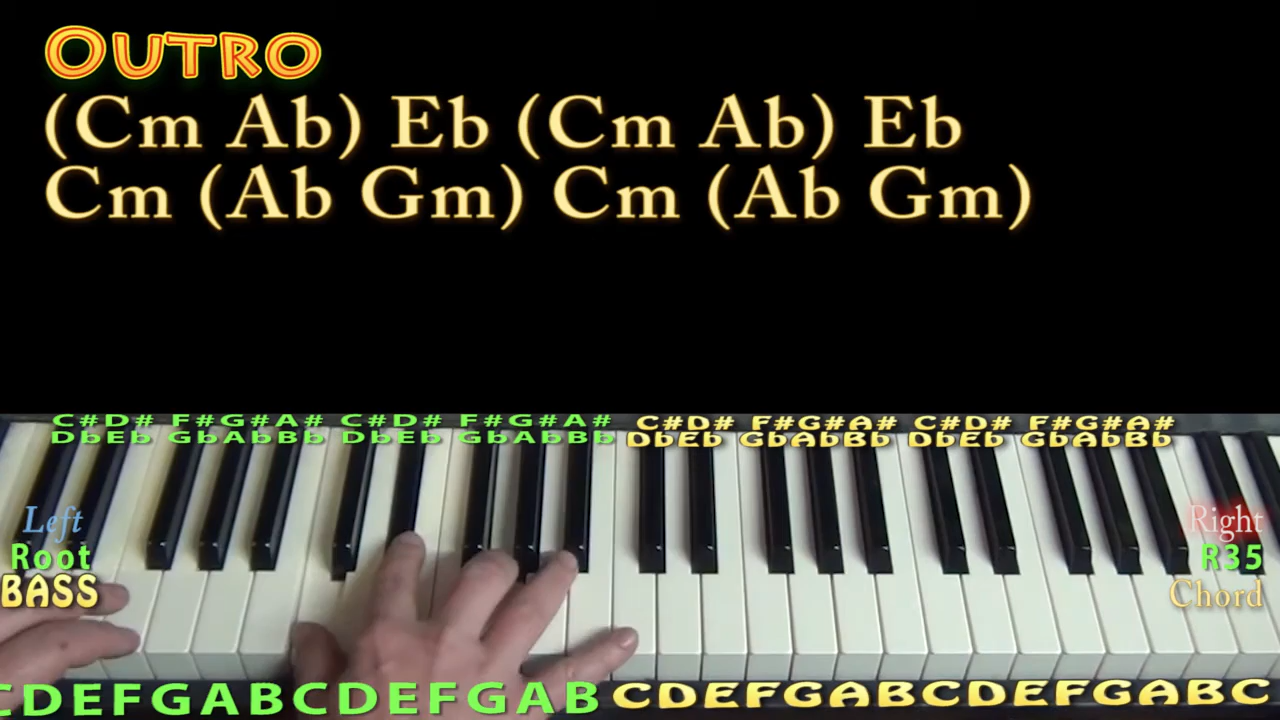 OUTRO
(Cm Ab) Eb (Cm Ab) Eb
Cm (Ab Gm) Cm (Ab Gm)
C#D# F#G#A# C#D# F#G#A# C#D# F#G#A# C#D# F#G#A#
DbEb GbAbBb DbEb GbAbBb DbEb GbAbBb DbEb GbAbBb
Left
Root
BASS
Right
R35
Chord
CDEFGABCDEFGAB CDEFGABCDEFGABC